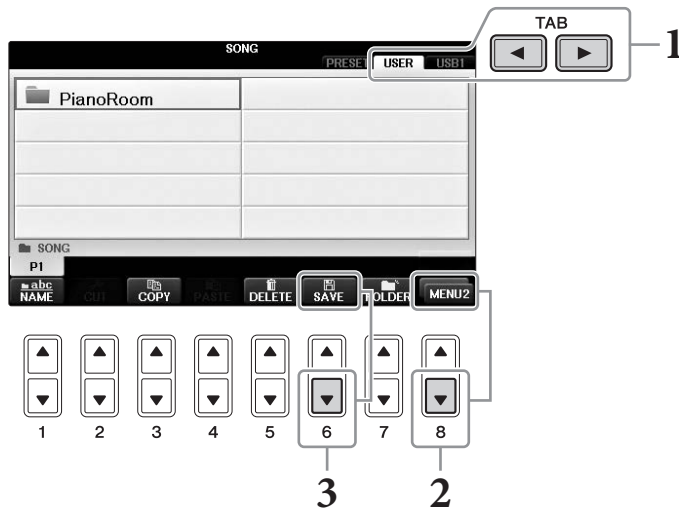 TAB
1
SONG
PRESET USER USB1
PianoRoom
SONG
P1
abc
NAME CUT COPY PASTE DELETE SAVE FOLDER MENU2
1 2 3 4 5 6 7 8
3 2